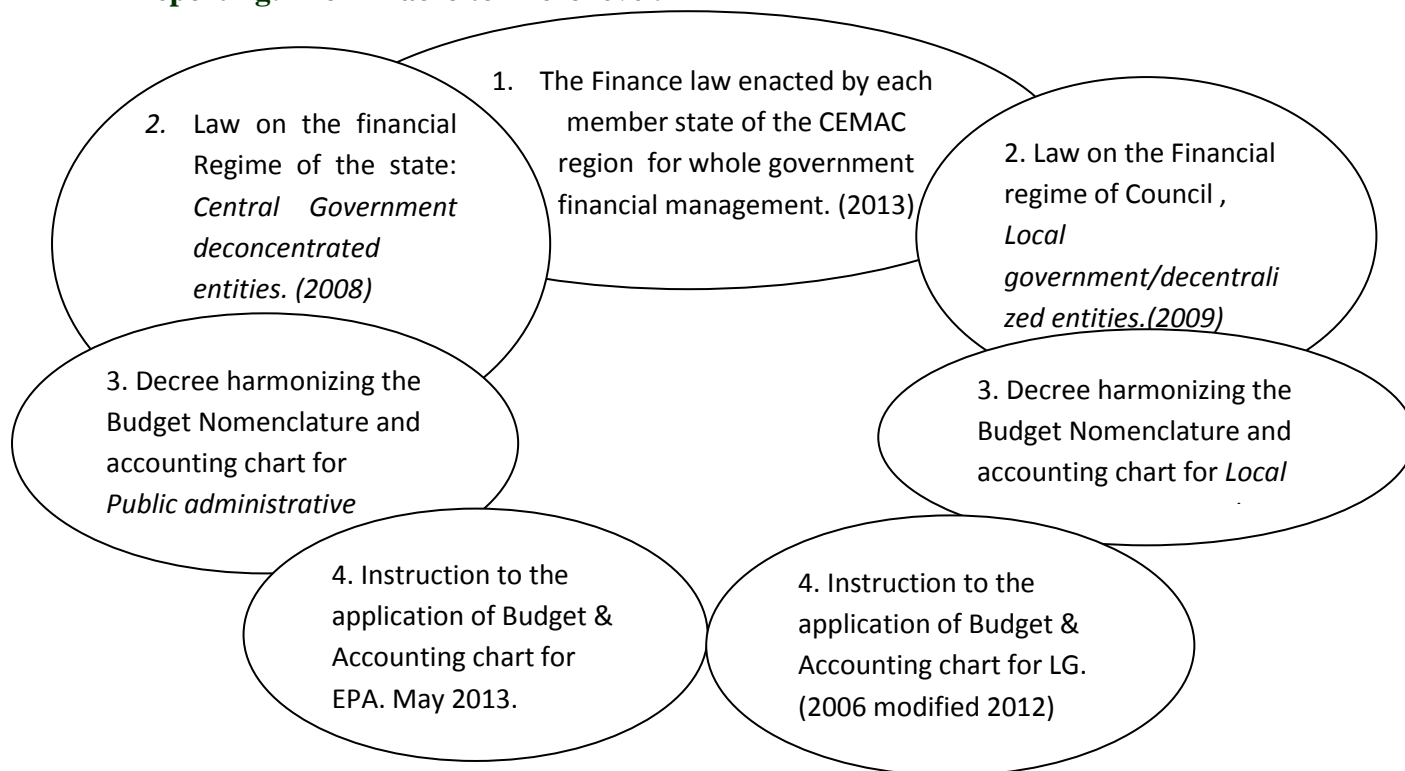 1. The Finance law enacted by each
member state of the CEMAC
region for whole government
financial management. (2013)
2. Law on the financial
Regime of the state:
Central Government
deconcentrated
entities. (2008)
2. Law on the Financial
regime of Council ,
Local
government/decentrali
zed entities.(2009)
3. Decree harmonizing the
Budget Nomenclature and
accounting chart for
Public administrative
3. Decree harmonizing the
Budget Nomenclature and
accounting chart for Local
4. Instruction to the
application of Budget &
Accounting chart for
EPA. May 2013.
4. Instruction to the
application of Budget &
Accounting chart for LG.
(2006 modified 2012)